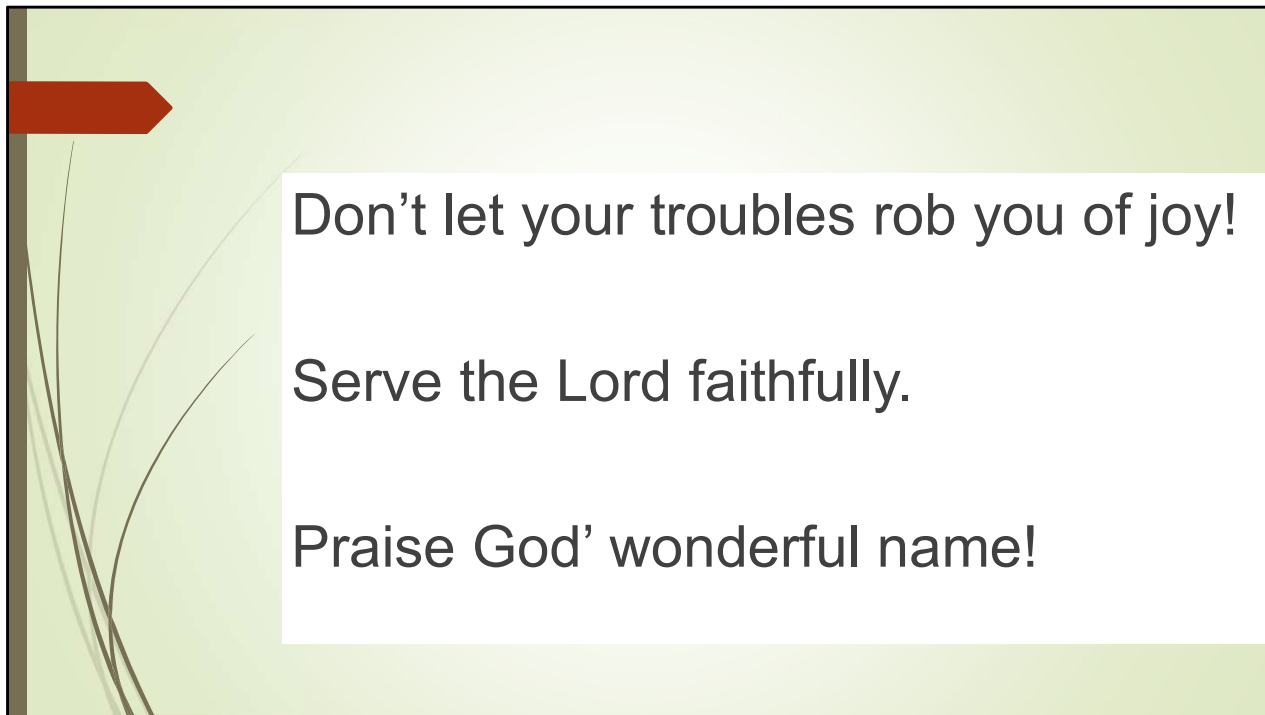 Don’t let your troubles rob you of joy!
Serve the Lord faithfully.
Praise God’ wonderful name!